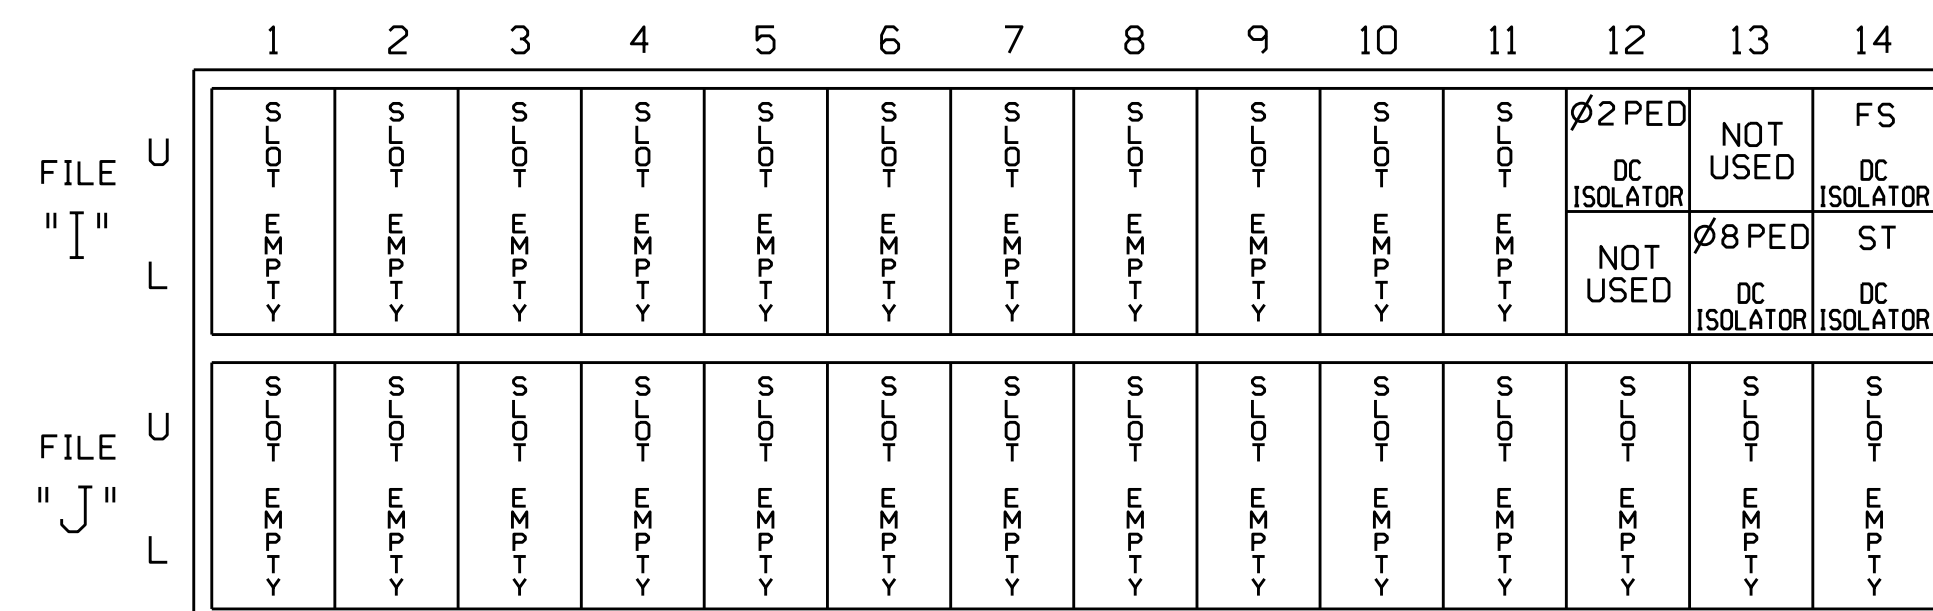 1 2 3 4 5 6 7 8 9 10 11 12 13 14
FILE "I"
U
L
SLOT EMPTY
SLOT EMPTY
SLOT EMPTY
SLOT EMPTY
SLOT EMPTY
SLOT EMPTY
SLOT EMPTY
SLOT EMPTY
SLOT EMPTY
SLOT EMPTY
SLOT EMPTY
Ø2 PED
DC
ISOLATOR
NOT
USED
NOT
USED
Ø8 PED
DC
ISOLATOR
FS
DC
ISOLATOR
ST
DC
ISOLATOR
FILE "J"
U
L
SLOT EMPTY
SLOT EMPTY
SLOT EMPTY
SLOT EMPTY
SLOT EMPTY
SLOT EMPTY
SLOT EMPTY
SLOT EMPTY
SLOT EMPTY
SLOT EMPTY
SLOT EMPTY
SLOT EMPTY
SLOT EMPTY
SLOT EMPTY